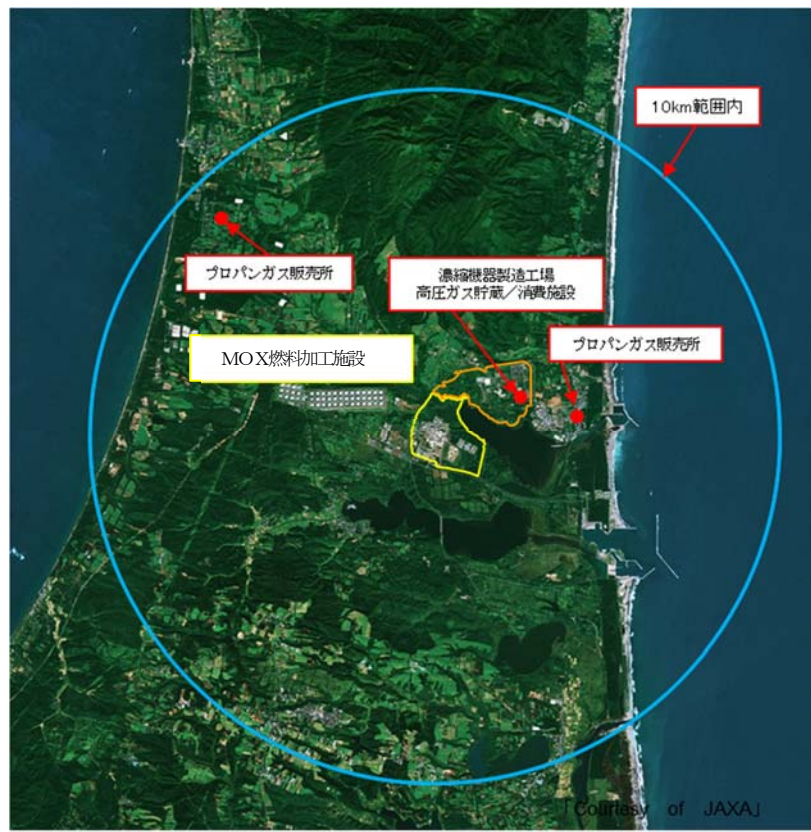 10km範囲内
プロパンガス販売所
濃縮機器製造工場
高圧ガス貯蔵／消費施設
プロパンガス販売所
MOX燃料加工施設
「Courtesy of JAXA」